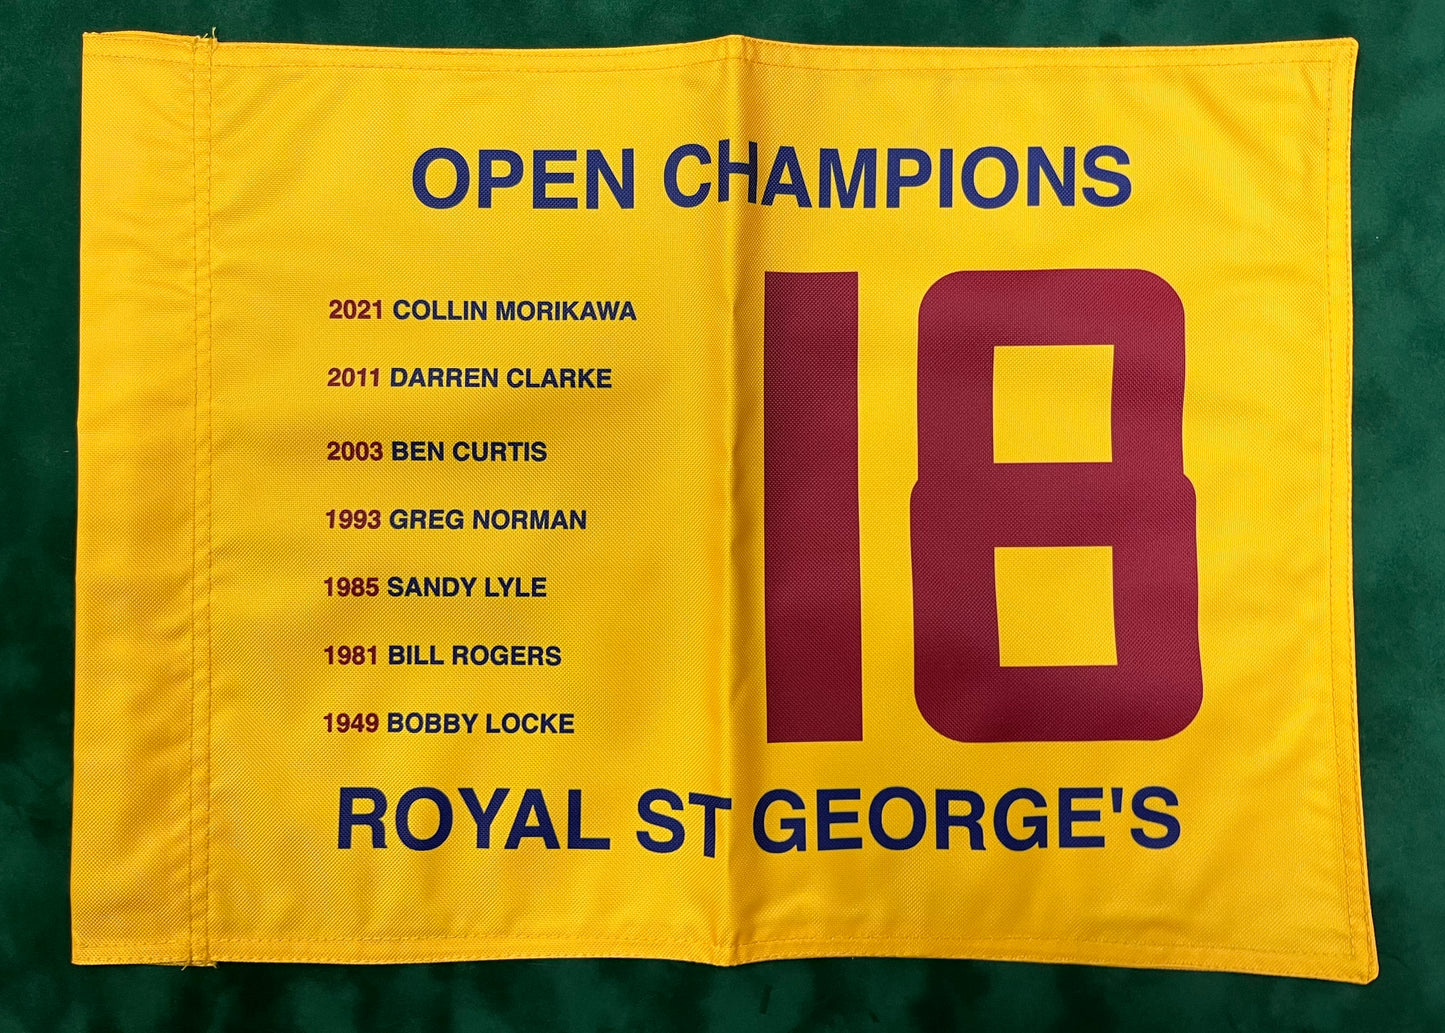 OPEN CHAMPIONS
18
2021 COLLIN MORIKAWA
2011 DARREN CLARKE
2003 BEN CURTIS
1993 GREG NORMAN
1985 SANDY LYLE
1981 BILL ROGERS
1949 BOBBY LOCKE
ROYAL ST GEORGE'S